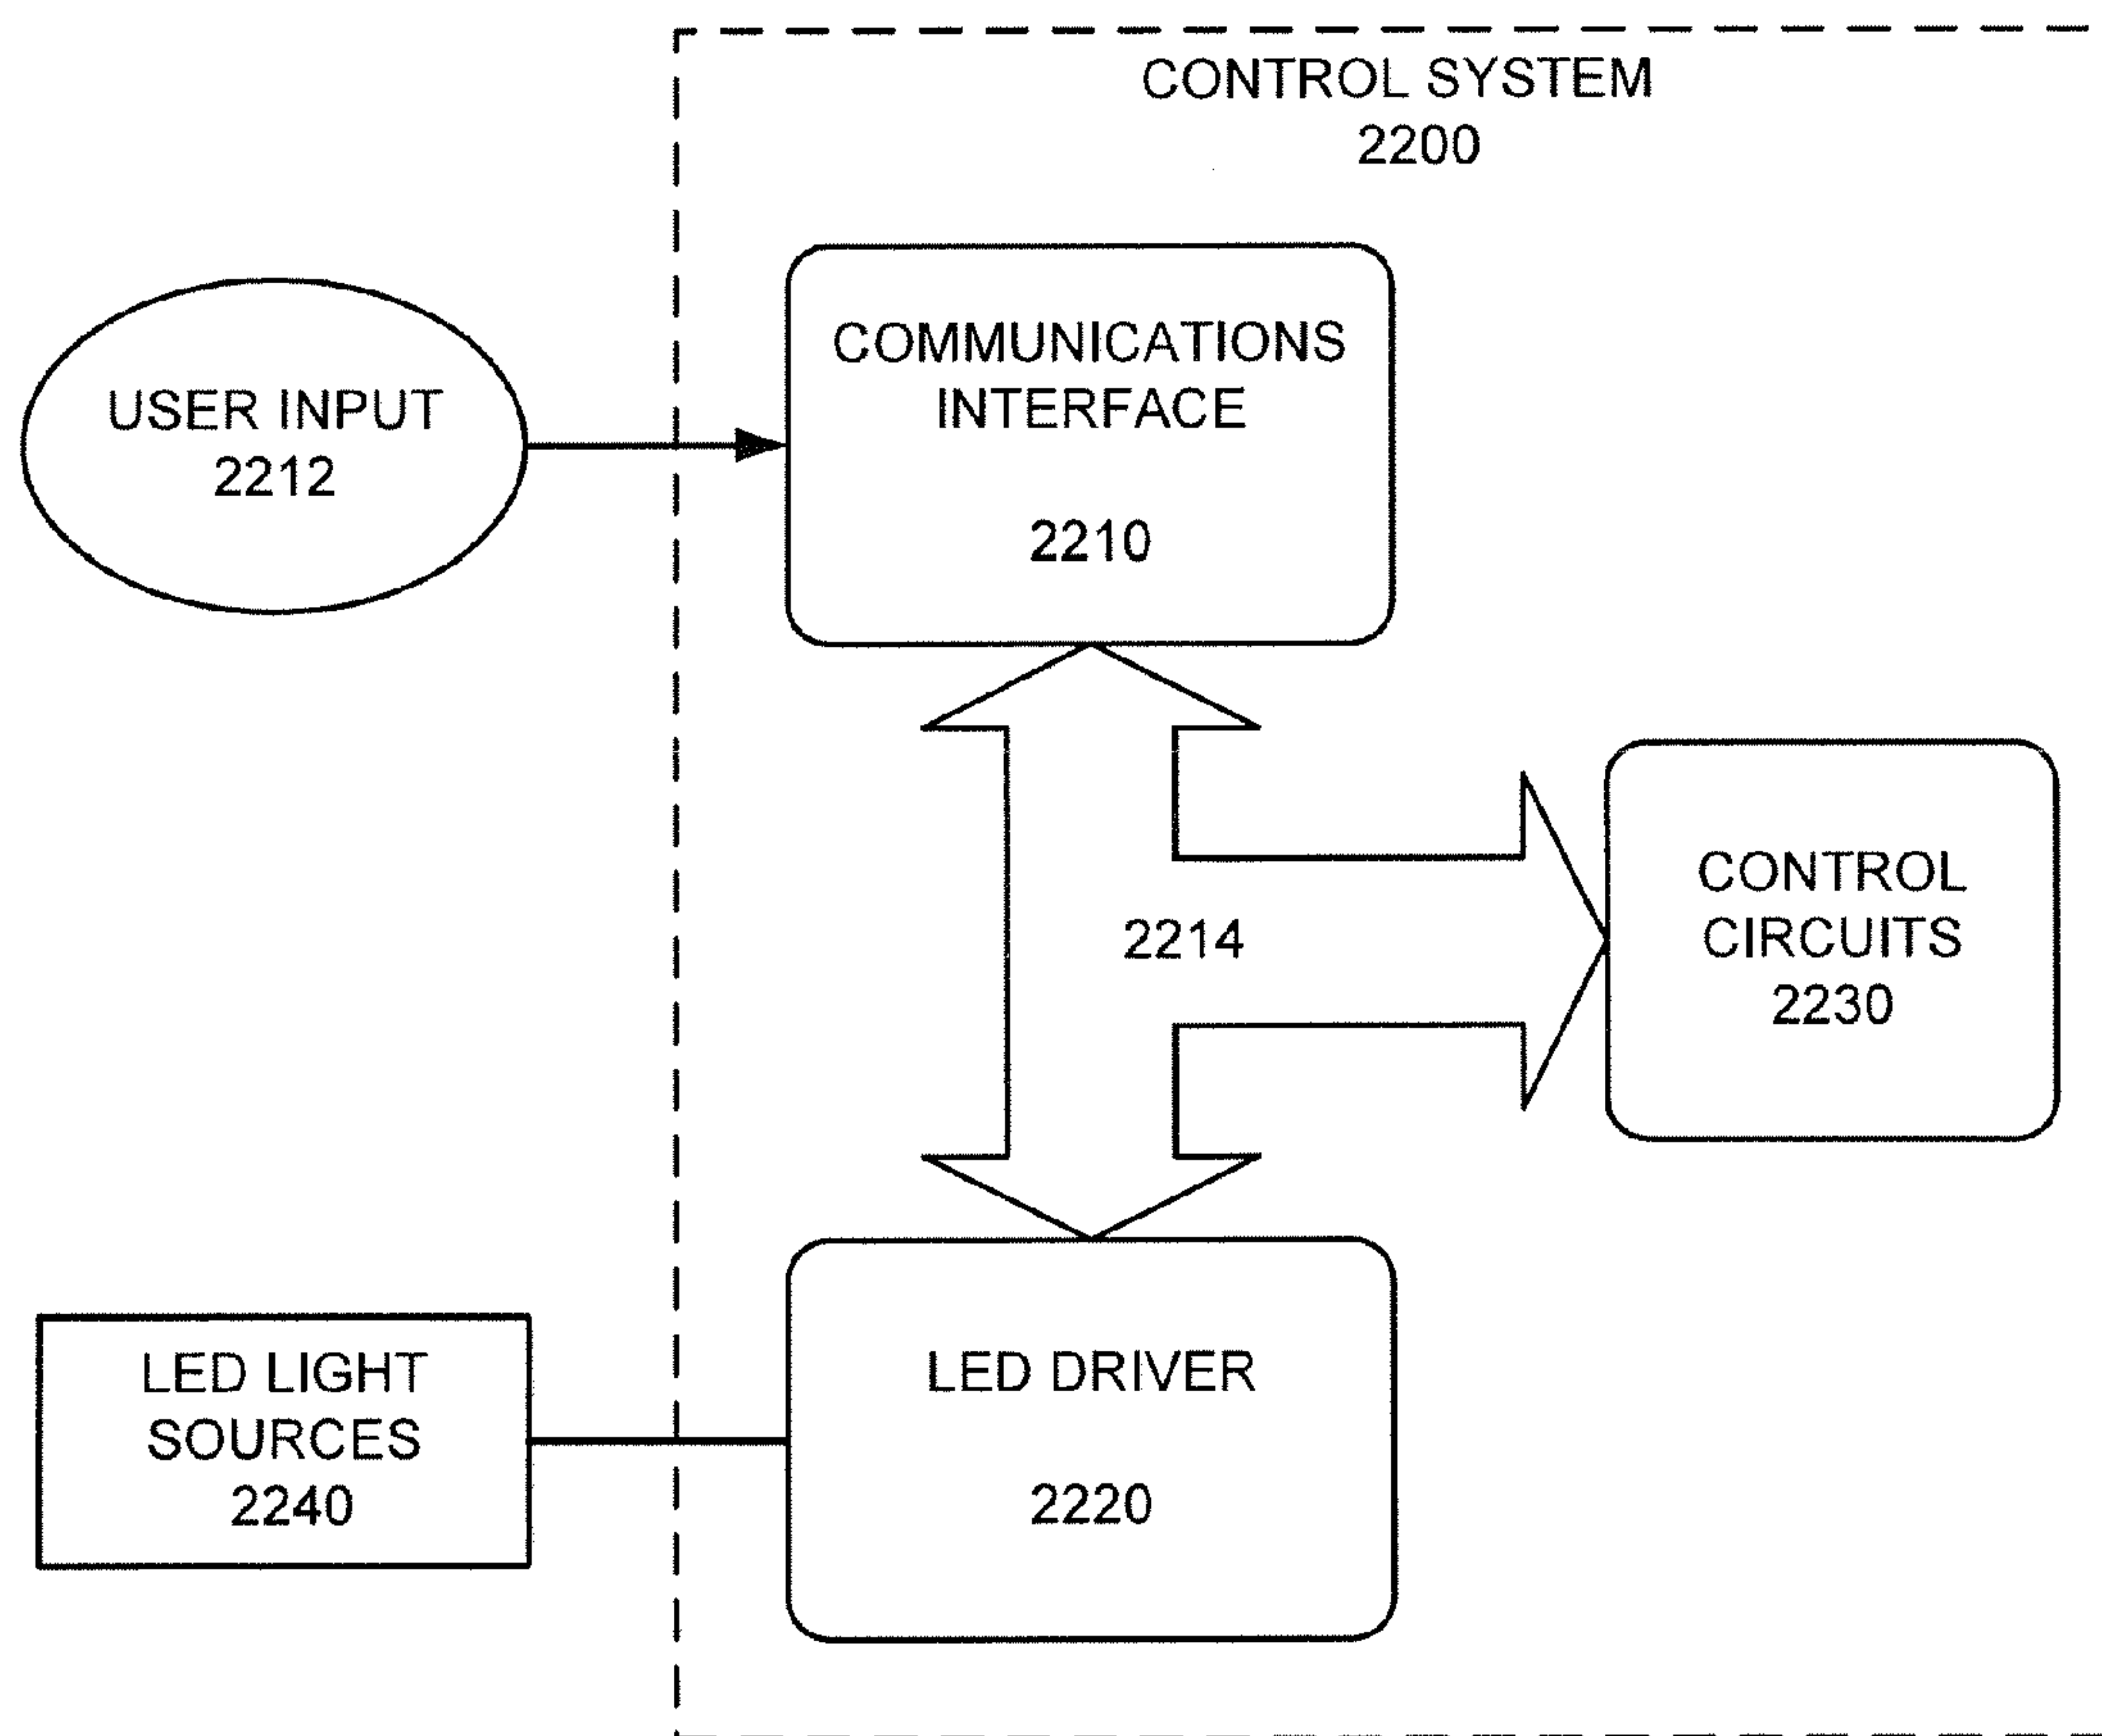 CONTROL SYSTEM
2200
USER INPUT
2212
COMMUNICATIONS
INTERFACE
2210
2214
CONTROL
CIRCUITS
2230
LED LIGHT
SOURCES
2240
LED DRIVER
2220